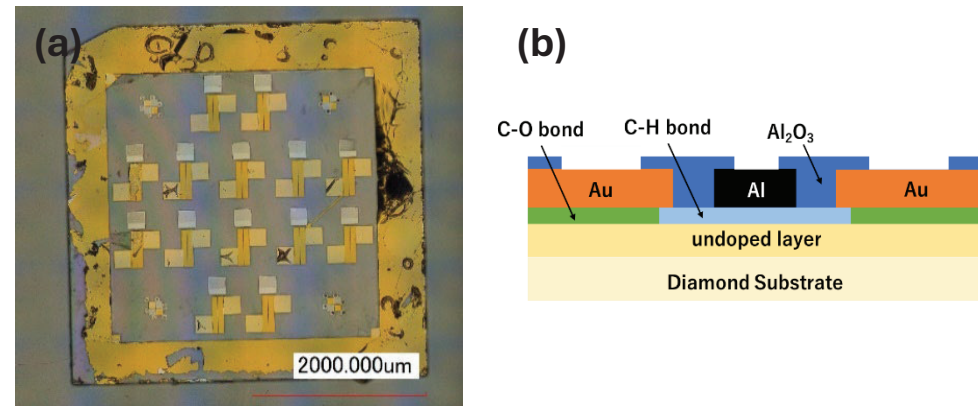 (a)
2000.000um
(b)
C-O bond
C-H bond
Al₂O₃
Au
Al
Au
undoped layer
Diamond Substrate